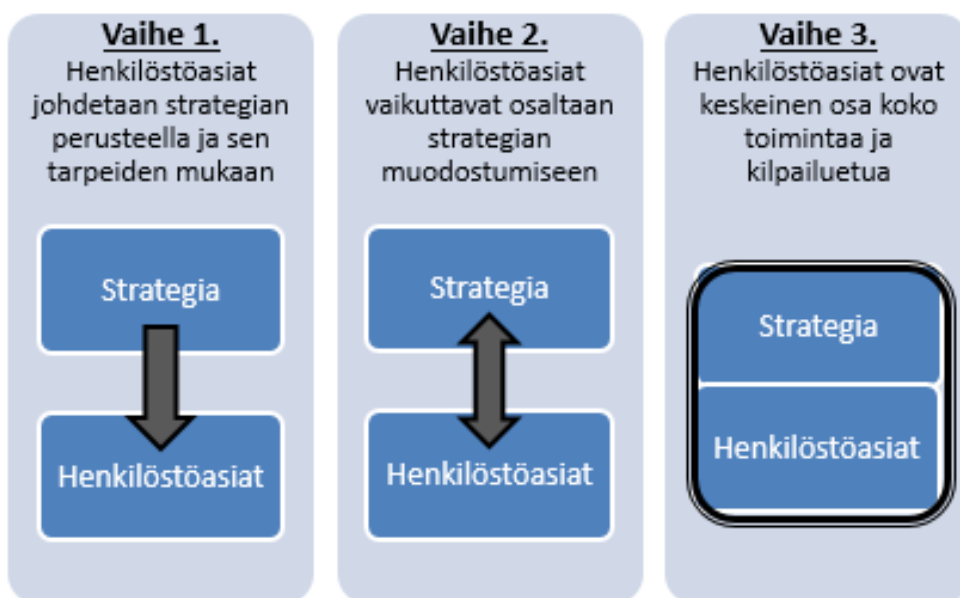 Vaihe 1.
Henkilöstöasiat
johdetaan strategian
perusteella ja sen
tarpeiden mukaan
Strategia
Henkilöstöasiat
Vaihe 2.
Henkilöstöasiat
vaikuttavat osaltaan
strategian
muodostumiseen
Strategia
Henkilöstöasiat
Vaihe 3.
Henkilöstöasiat ovat
keskeinen osa koko
toimintaa ja
kilpailuetua
Strategia
Henkilöstöasiat